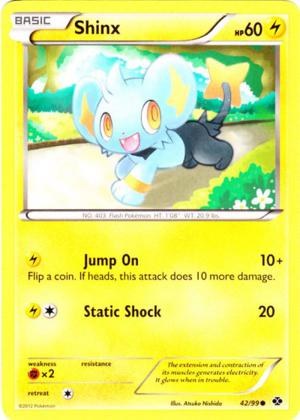 BASIC
Shinx
HP60
NO. 403 Flash Pokémon HT. 1'08" WT. 20.9 lbs.
Jump On 10+
Flip a coin. If heads, this attack does 10 more damage.
Static Shock 20
weakness resistance
×2
The extension and contraction of
its muscles generates electricity.
It glows when in trouble.
retreat
©2012 Pokémon
Illus. Atsuko Nishida 42/99